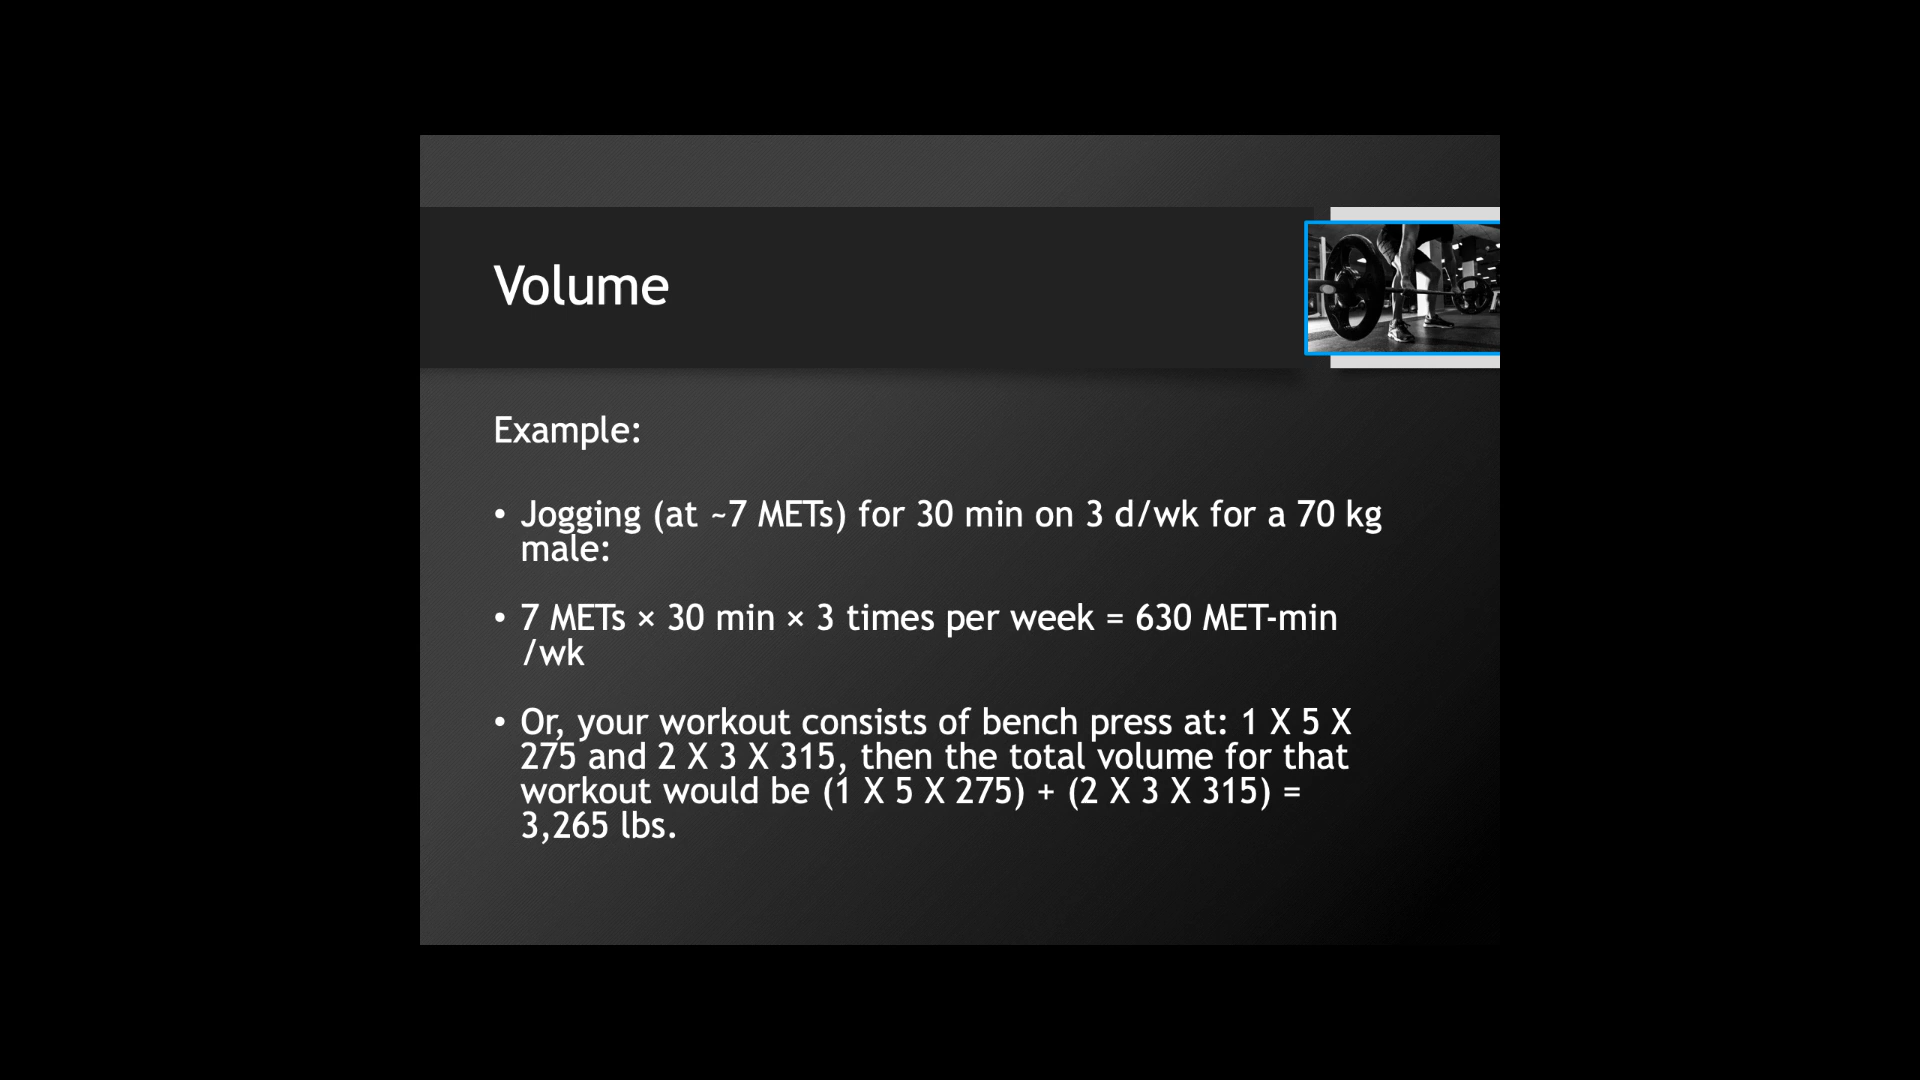 Volume
Example:
• Jogging (at ~7 METs) for 30 min on 3 d/wk for a 70 kg
male:
• 7 METs × 30 min × 3 times per week = 630 MET-min
/wk
• Or, your workout consists of bench press at: 1 X 5 X
275 and 2 X 3 X 315, then the total volume for that
workout would be (1 X 5 X 275) + (2 X 3 X 315) =
3,265 lbs.